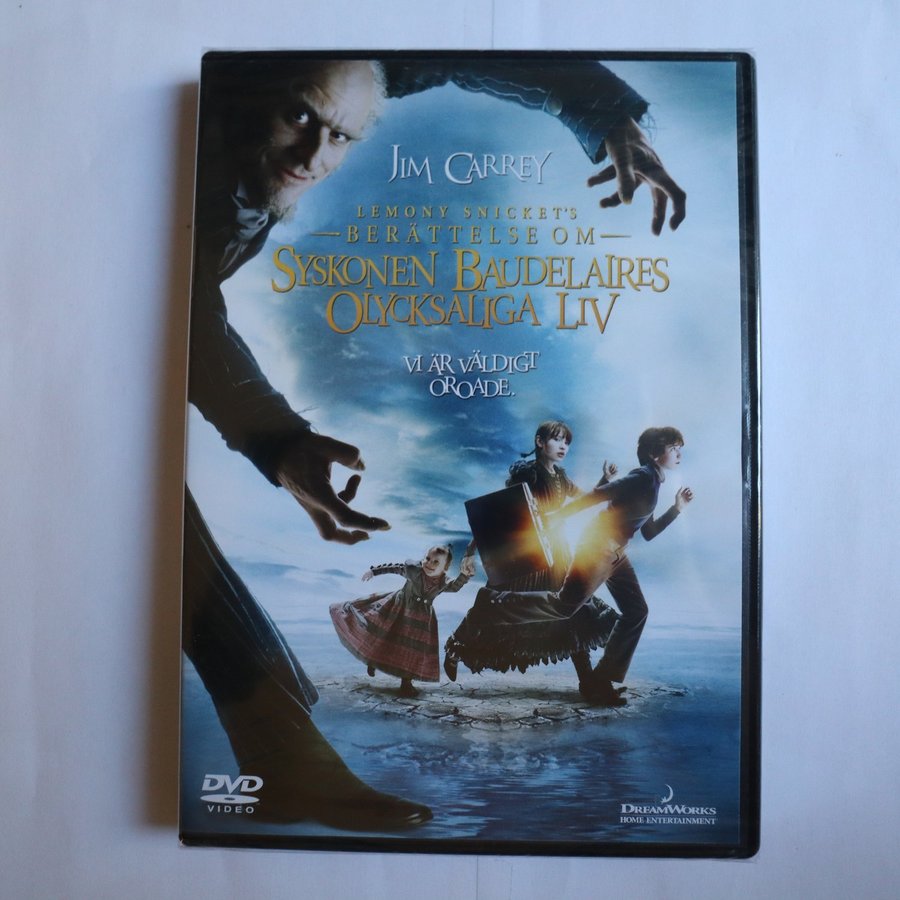 JIM CARREY
LEMONY SNICKET'S
BERÄTTELSE OM
SYSKONEN BAUDELAIRES
OLYCKSALIGA LIV
VI ÄR VÄLDIGT
OROADE.
DVD
VIDEO
DREAMWORKS
HOME ENTERTAINMENT